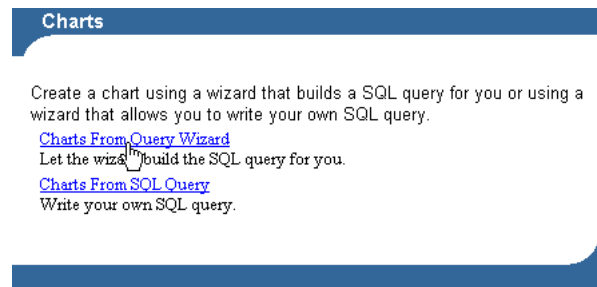 Charts
Create a chart using a wizard that builds a SQL query for you or using a
wizard that allows you to write your own SQL query.
Charts From Query Wizard
Let the wizard build the SQL query for you.
Charts From SQL Query
Write your own SQL query.